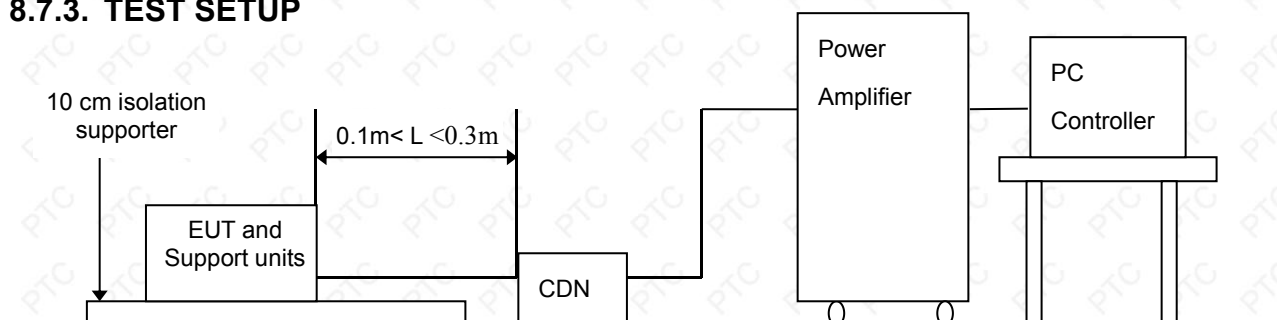 8.7.3. TEST SETUP
10 cm isolation
supporter
0.1m< L <0.3m
EUT and
Support units
CDN
Power
Amplifier
PC
Controller
PTC